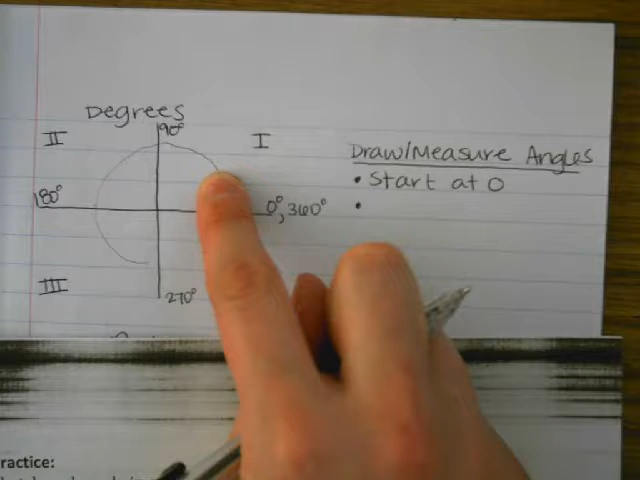 Degrees
90°
II
I
180°
0°, 360°
III
270°
Draw/Measure Angles
• Start at 0
•
ractice: